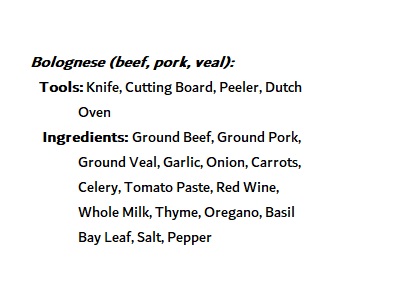 Bolognese (beef, pork, veal):
Tools: Knife, Cutting Board, Peeler, Dutch
Oven
Ingredients: Ground Beef, Ground Pork,
Ground Veal, Garlic, Onion, Carrots,
Celery, Tomato Paste, Red Wine,
Whole Milk, Thyme, Oregano, Basil
Bay Leaf, Salt, Pepper